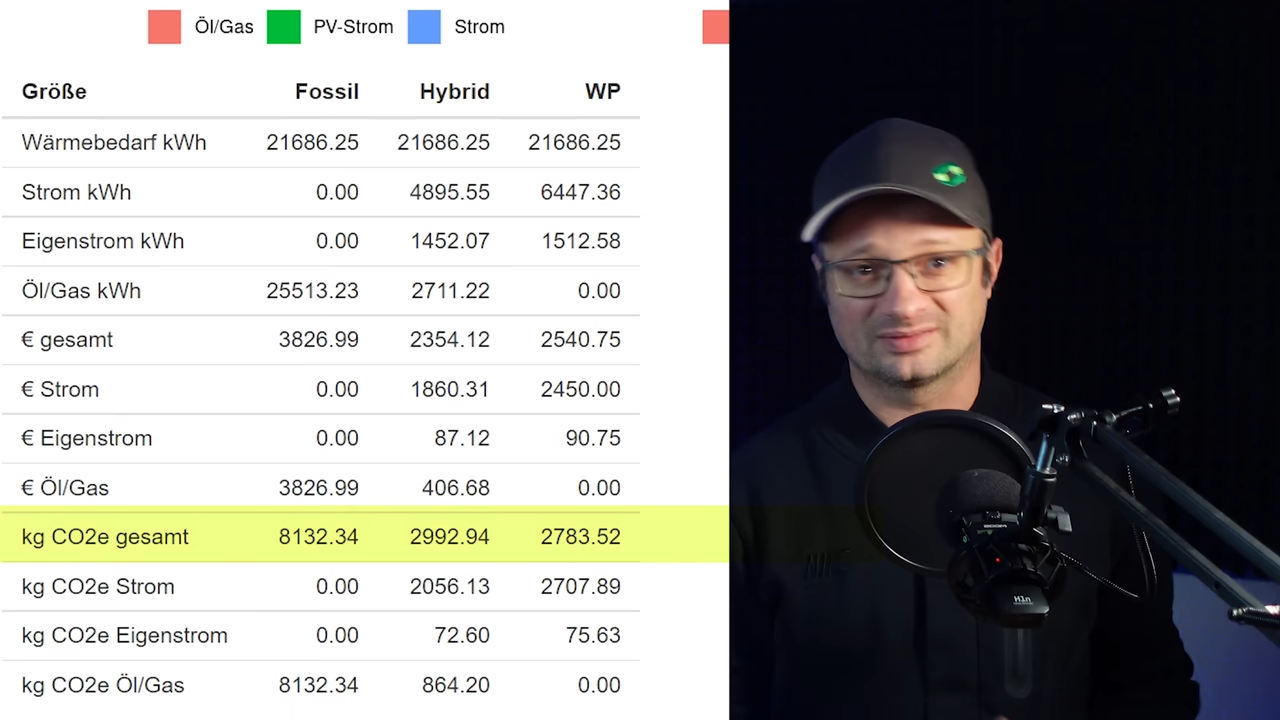 Öl/Gas PV-Strom Strom
Größe Fossil Hybrid WP
Wärmebedarf kWh 21686.25 21686.25 21686.25
Strom kWh 0.00 4895.55 6447.36
Eigenstrom kWh 0.00 1452.07 1512.58
Öl/Gas kWh 25513.23 2711.22 0.00
€ gesamt 3826.99 2354.12 2540.75
€ Strom 0.00 1860.31 2450.00
€ Eigenstrom 0.00 87.12 90.75
€ Öl/Gas 3826.99 406.68 0.00
kg CO2e gesamt 8132.34 2992.94 2783.52
kg CO2e Strom 0.00 2056.13 2707.89
kg CO2e Eigenstrom 0.00 72.60 75.63
kg CO2e Öl/Gas 8132.34 864.20 0.00
zoom
H1n